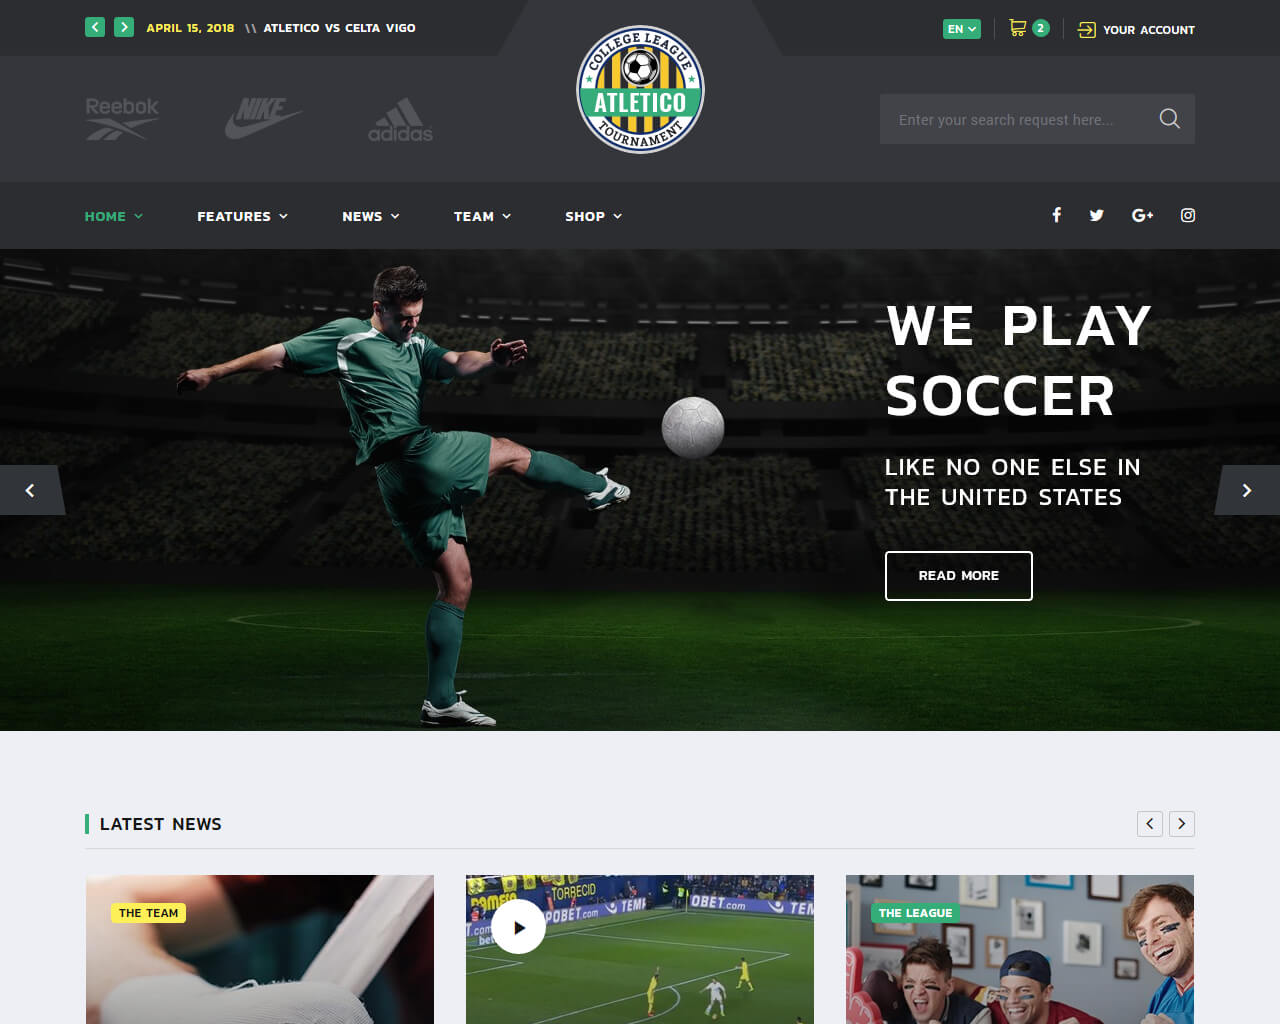 APRIL 15, 2018 \\ ATLETICO VS CELTA VIGO
EN
2
YOUR ACCOUNT
COLLEGE LEAGUE
ATLETICO
TOURNAMENT
Reebok
NIKE
adidas
Enter your search request here...
HOME
FEATURES
NEWS
TEAM
SHOP
G+
WE PLAY
SOCCER
LIKE NO ONE ELSE IN
THE UNITED STATES
READ MORE
LATEST NEWS
THE TEAM
TORRECID
THE LEAGUE